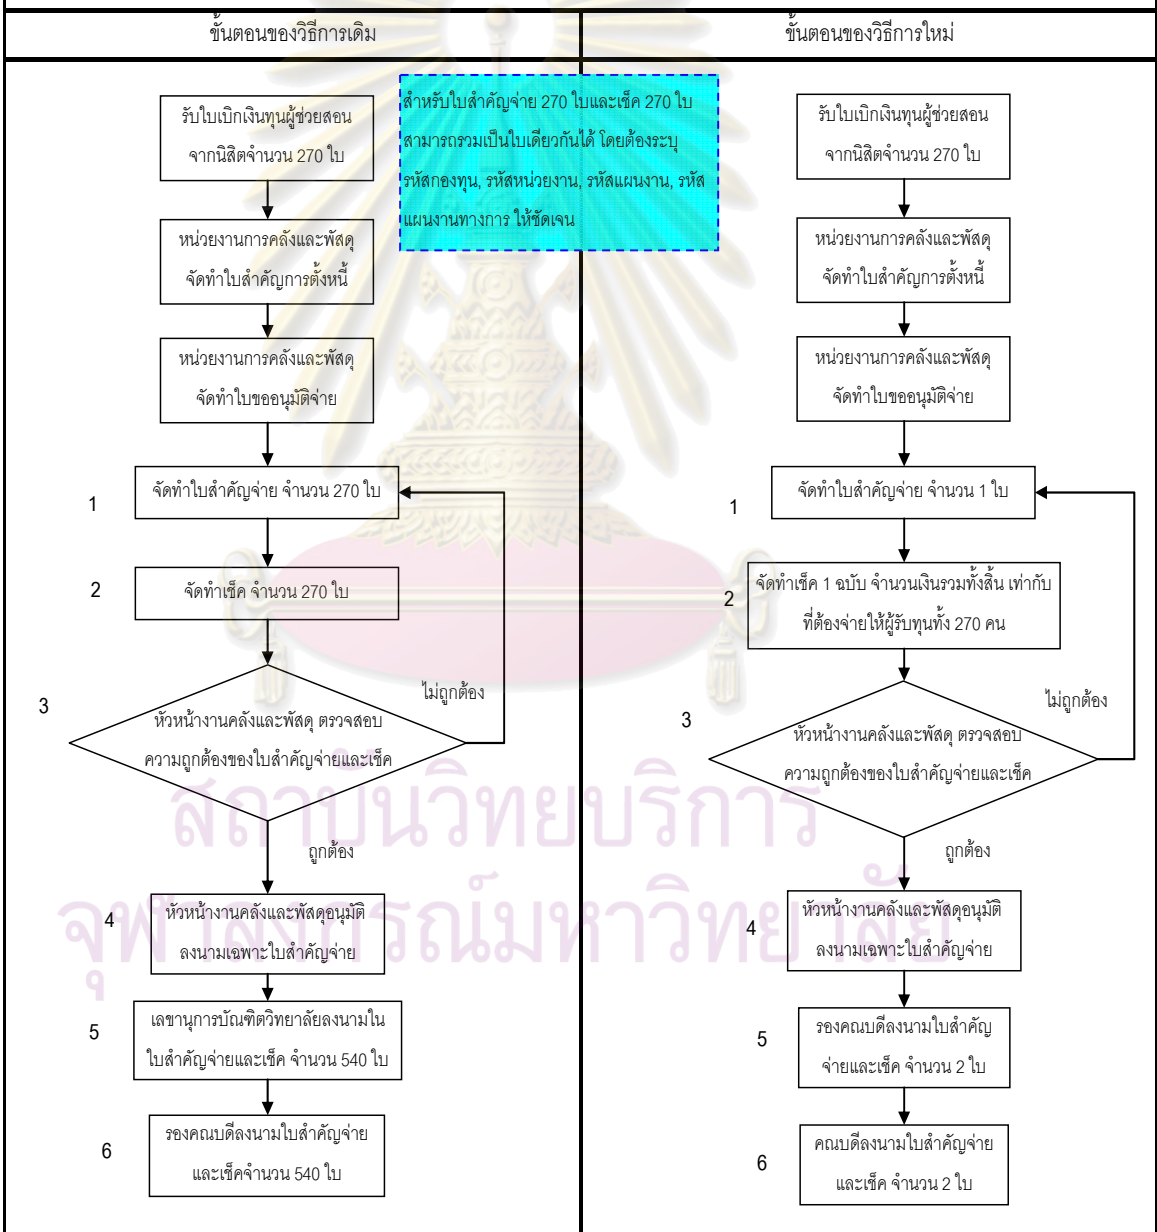 ขั้นตอนของวิธีการเดิม
รับใบเบิกเงินทุนผู้ช่วยสอน
จากนิสิตจำนวน 270 ใบ
หน่วยงานการคลังและพัสดุ
จัดทำใบสำคัญการตั้งหนี้
หน่วยงานการคลังและพัสดุ
จัดทำใบขออนุมัติจ่าย
1
จัดทำใบสำคัญจ่าย จำนวน 270 ใบ
2
จัดทำเช็ค จำนวน 270 ใบ
3
หัวหน้างานคลังและพัสดุ ตรวจสอบ
ความถูกต้องของใบสำคัญจ่ายและเช็ค
ไม่ถูกต้อง
ถูกต้อง
4
หัวหน้างานคลังและพัสดุอนุมัติ
ลงนามเฉพาะใบสำคัญจ่าย
5
เลขานุการบัณฑิตวิทยาลัยลงนามใน
ใบสำคัญจ่ายและเช็ค จำนวน 540 ใบ
6
รองคณบดีลงนามใบสำคัญจ่าย
และเช็คจำนวน 540 ใบ
สำหรับใบสำคัญจ่าย 270 ใบและเช็ค 270 ใบ
สามารถรวมเป็นใบเดียวกันได้ โดยต้องระบุ
รหัสกองทุน, รหัสหน่วยงาน, รหัสแผนงาน, รหัส
แผนงานทางการ ให้ชัดเจน
ขั้นตอนของวิธีการใหม่
รับใบเบิกเงินทุนผู้ช่วยสอน
จากนิสิตจำนวน 270 ใบ
หน่วยงานการคลังและพัสดุ
จัดทำใบสำคัญการตั้งหนี้
หน่วยงานการคลังและพัสดุ
จัดทำใบขออนุมัติจ่าย
1
จัดทำใบสำคัญจ่าย จำนวน 1 ใบ
2
จัดทำเช็ค 1 ฉบับ จำนวนเงินรวมทั้งสิ้น เท่ากับ
ที่ต้องจ่ายให้ผู้รับทุนทั้ง 270 คน
3
หัวหน้างานคลังและพัสดุ ตรวจสอบ
ความถูกต้องของใบสำคัญจ่ายและเช็ค
ไม่ถูกต้อง
ถูกต้อง
4
หัวหน้างานคลังและพัสดุอนุมัติ
ลงนามเฉพาะใบสำคัญจ่าย
5
รองคณบดีลงนามใบสำคัญ
จ่ายและเช็ค จำนวน 2 ใบ
6
คณบดีลงนามใบสำคัญจ่าย
และเช็ค จำนวน 2 ใบ
สถาบันวิทยบริการ
จุฬาลงกรณ์มหาวิทยาลัย